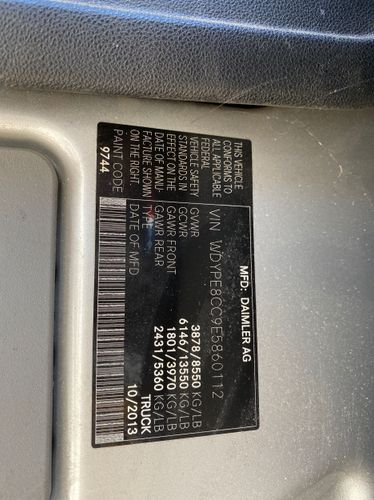 MFD: DAIMLER AG
VIN WDYPE8CC9E5860112
THIS VEHICLE
CONFORMS TO
ALL APPLICABLE
FEDERAL
VEHICLE SAFETY
STANDARDS IN
EFFECT ON THE
DATE OF MANU-
FACTURE SHOWN
ON THE RIGHT.
PAINT CODE
9744
GVWR 3878/8550 KG/LB
GCWR 6146/13550 KG/LB
GAWR FRONT 1801/3970 KG/LB
GAWR REAR 2431/5360 KG/LB
TYPE TRUCK
DATE OF MFD 10/2013